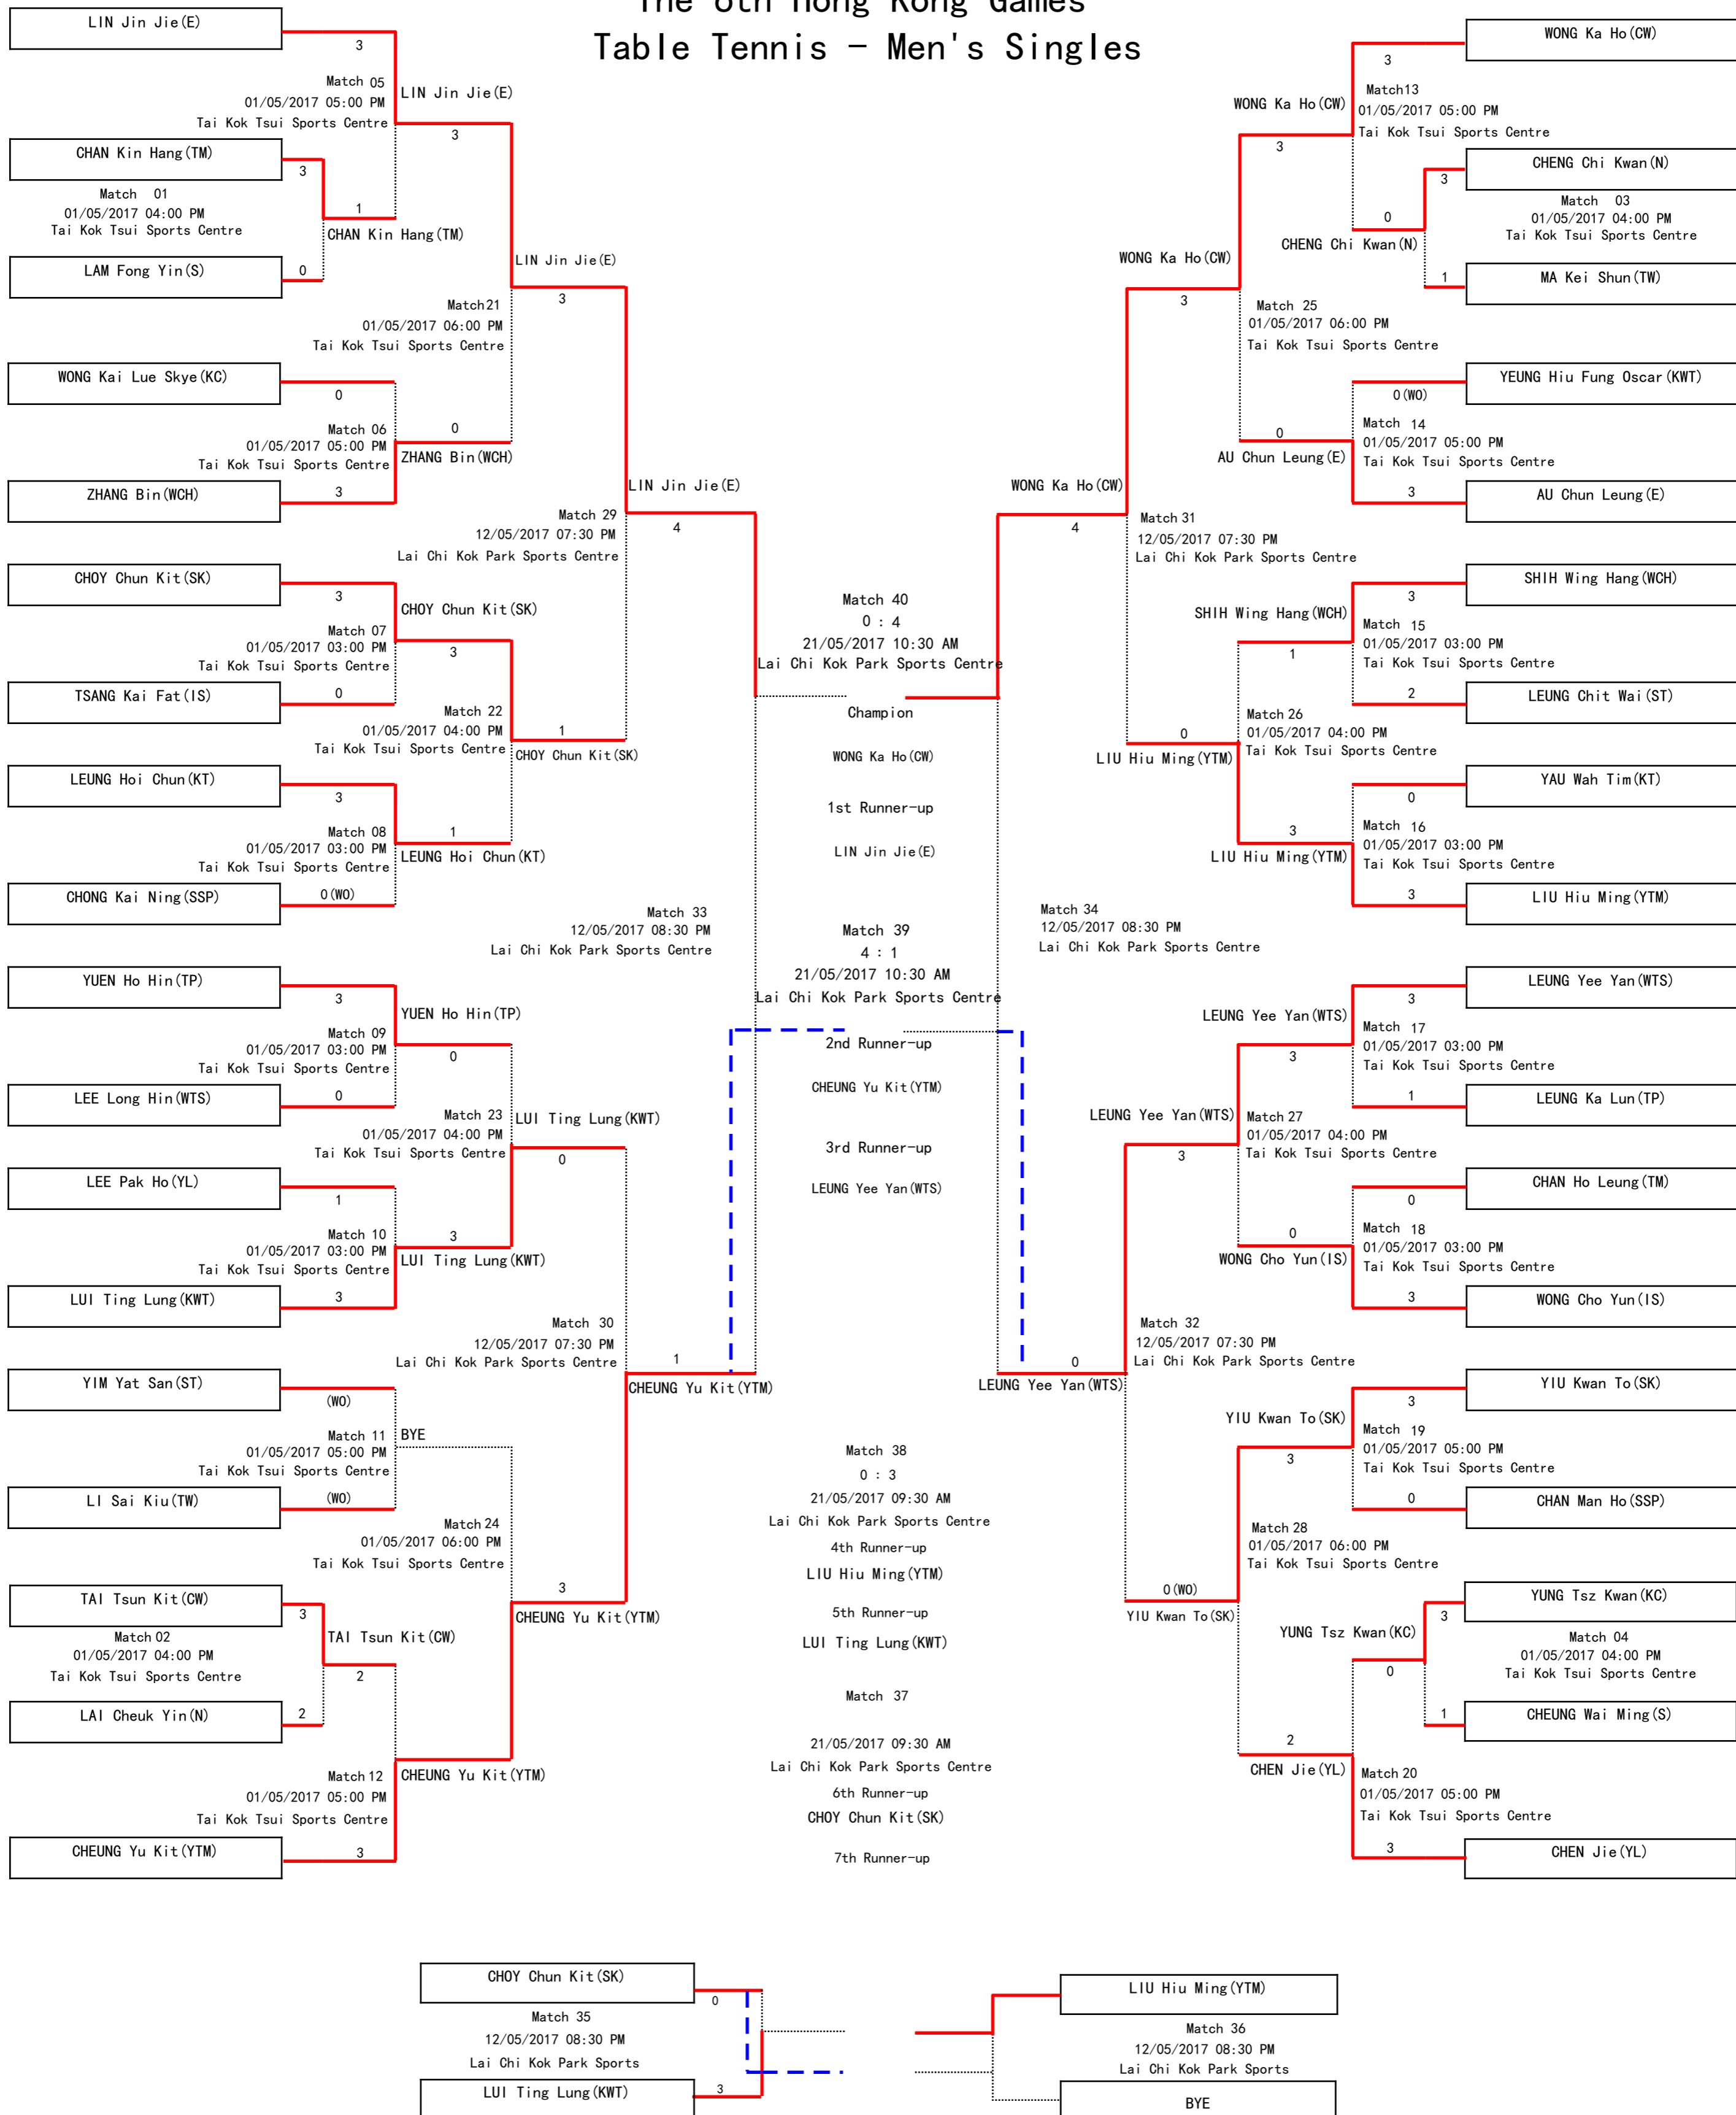 The 6th Hong Kong Games
Table Tennis - Men's Singles
LIN Jin Jie(E)
3
Match 05
01/05/2017 05:00 PM
Tai Kok Tsui Sports Centre
LIN Jin Jie(E)
3
CHAN Kin Hang(TM)
3
Match 01
01/05/2017 04:00 PM
Tai Kok Tsui Sports Centre
1
CHAN Kin Hang(TM)
LAM Fong Yin(S)
0
LIN Jin Jie(E)
3
Match 21
01/05/2017 06:00 PM
Tai Kok Tsui Sports Centre
WONG Kai Lue Skye(KC)
0
Match 06
01/05/2017 05:00 PM
Tai Kok Tsui Sports Centre
0
ZHANG Bin(WCH)
ZHANG Bin(WCH)
3
LIN Jin Jie(E)
4
Match 29
12/05/2017 07:30 PM
Lai Chi Kok Park Sports Centre
CHOY Chun Kit(SK)
3
CHOY Chun Kit(SK)
3
Match 07
01/05/2017 03:00 PM
Tai Kok Tsui Sports Centre
TSANG Kai Fat(IS)
0
Match 22
01/05/2017 04:00 PM
Tai Kok Tsui Sports Centre
1
CHOY Chun Kit(SK)
LEUNG Hoi Chun(KT)
3
Match 08
01/05/2017 03:00 PM
Tai Kok Tsui Sports Centre
1
LEUNG Hoi Chun(KT)
CHONG Kai Ning(SSP)
0(WO)
Match 33
12/05/2017 08:30 PM
Lai Chi Kok Park Sports Centre
YUEN Ho Hin(TP)
3
YUEN Ho Hin(TP)
0
Match 09
01/05/2017 03:00 PM
Tai Kok Tsui Sports Centre
LEE Long Hin(WTS)
0
Match 23
01/05/2017 04:00 PM
Tai Kok Tsui Sports Centre
LUI Ting Lung(KWT)
0
LEE Pak Ho(YL)
1
Match 10
01/05/2017 03:00 PM
Tai Kok Tsui Sports Centre
3
LUI Ting Lung(KWT)
LUI Ting Lung(KWT)
3
Match 30
12/05/2017 07:30 PM
Lai Chi Kok Park Sports Centre
1
CHEUNG Yu Kit(YTM)
YIM Yat San(ST)
(WO)
Match 11
01/05/2017 05:00 PM
Tai Kok Tsui Sports Centre
BYE
LI Sai Kiu(TW)
(WO)
Match 24
01/05/2017 06:00 PM
Tai Kok Tsui Sports Centre
3
CHEUNG Yu Kit(YTM)
TAI Tsun Kit(CW)
3
Match 02
01/05/2017 04:00 PM
Tai Kok Tsui Sports Centre
TAI Tsun Kit(CW)
2
LAI Cheuk Yin(N)
2
Match 12
01/05/2017 05:00 PM
Tai Kok Tsui Sports Centre
CHEUNG Yu Kit(YTM)
CHEUNG Yu Kit(YTM)
3
Match 40
0 : 4
21/05/2017 10:30 AM
Lai Chi Kok Park Sports Centre
Champion
WONG Ka Ho(CW)
1st Runner-up
LIN Jin Jie(E)
Match 39
4 : 1
21/05/2017 10:30 AM
Lai Chi Kok Park Sports Centre
2nd Runner-up
CHEUNG Yu Kit(YTM)
3rd Runner-up
LEUNG Yee Yan(WTS)
Match 38
0 : 3
21/05/2017 09:30 AM
Lai Chi Kok Park Sports Centre
4th Runner-up
LIU Hiu Ming(YTM)
5th Runner-up
LUI Ting Lung(KWT)
Match 37
21/05/2017 09:30 AM
Lai Chi Kok Park Sports Centre
6th Runner-up
CHOY Chun Kit(SK)
7th Runner-up
WONG Ka Ho(CW)
3
WONG Ka Ho(CW)
3
Match13
01/05/2017 05:00 PM
Tai Kok Tsui Sports Centre
CHENG Chi Kwan(N)
3
Match 03
01/05/2017 04:00 PM
Tai Kok Tsui Sports Centre
0
CHENG Chi Kwan(N)
MA Kei Shun(TW)
1
WONG Ka Ho(CW)
3
Match 25
01/05/2017 06:00 PM
Tai Kok Tsui Sports Centre
YEUNG Hiu Fung Oscar(KWT)
0(WO)
Match 14
01/05/2017 05:00 PM
Tai Kok Tsui Sports Centre
0
AU Chun Leung(E)
AU Chun Leung(E)
3
WONG Ka Ho(CW)
4
Match 31
12/05/2017 07:30 PM
Lai Chi Kok Park Sports Centre
SHIH Wing Hang(WCH)
3
SHIH Wing Hang(WCH)
1
Match 15
01/05/2017 03:00 PM
Tai Kok Tsui Sports Centre
LEUNG Chit Wai(ST)
2
Match 26
01/05/2017 04:00 PM
Tai Kok Tsui Sports Centre
0
LIU Hiu Ming(YTM)
YAU Wah Tim(KT)
0
Match 16
01/05/2017 03:00 PM
Tai Kok Tsui Sports Centre
3
LIU Hiu Ming(YTM)
LIU Hiu Ming(YTM)
3
Match 34
12/05/2017 08:30 PM
Lai Chi Kok Park Sports Centre
LEUNG Yee Yan(WTS)
3
LEUNG Yee Yan(WTS)
3
Match 17
01/05/2017 03:00 PM
Tai Kok Tsui Sports Centre
LEUNG Ka Lun(TP)
1
LEUNG Yee Yan(WTS)
3
Match 27
01/05/2017 04:00 PM
Tai Kok Tsui Sports Centre
CHAN Ho Leung(TM)
0
Match 18
01/05/2017 03:00 PM
Tai Kok Tsui Sports Centre
0
WONG Cho Yun(IS)
WONG Cho Yun(IS)
3
Match 32
12/05/2017 07:30 PM
Lai Chi Kok Park Sports Centre
0
LEUNG Yee Yan(WTS)
YIU Kwan To(SK)
3
YIU Kwan To(SK)
3
Match 19
01/05/2017 05:00 PM
Tai Kok Tsui Sports Centre
CHAN Man Ho(SSP)
0
Match 28
01/05/2017 06:00 PM
Tai Kok Tsui Sports Centre
0(WO)
YIU Kwan To(SK)
YUNG Tsz Kwan(KC)
3
Match 04
01/05/2017 04:00 PM
Tai Kok Tsui Sports Centre
YUNG Tsz Kwan(KC)
0
CHEUNG Wai Ming(S)
1
2
CHEN Jie(YL)
Match 20
01/05/2017 05:00 PM
Tai Kok Tsui Sports Centre
CHEN Jie(YL)
3
CHOY Chun Kit(SK)
0
Match 35
12/05/2017 08:30 PM
Lai Chi Kok Park Sports
LUI Ting Lung(KWT)
3
LIU Hiu Ming(YTM)
Match 36
12/05/2017 08:30 PM
Lai Chi Kok Park Sports
BYE